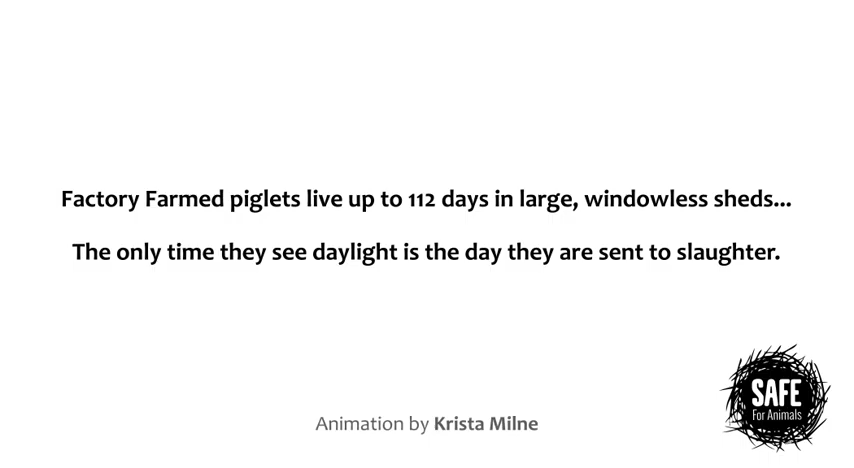 Factory Farmed piglets live up to 112 days in large, windowless sheds...
The only time they see daylight is the day they are sent to slaughter.
SAFE
For Animals
Animation by Krista Milne